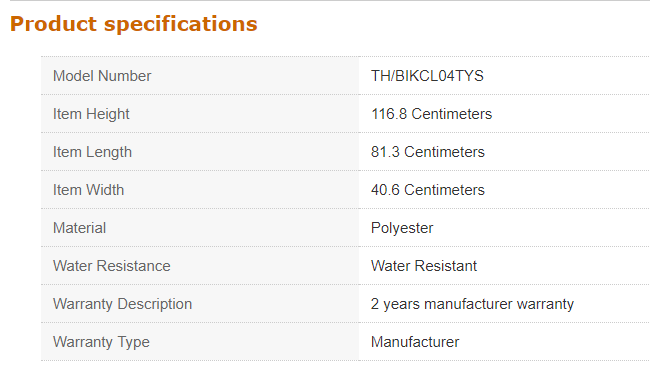 Product specifications
Model Number TH/BIKCL04TYS
Item Height 116.8 Centimeters
Item Length 81.3 Centimeters
Item Width 40.6 Centimeters
Material Polyester
Water Resistance Water Resistant
Warranty Description 2 years manufacturer warranty
Warranty Type Manufacturer